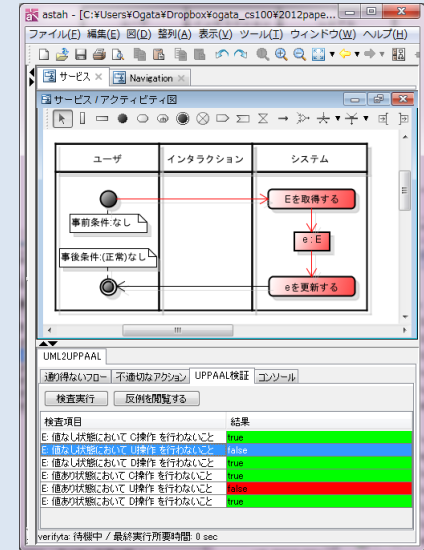 astah - [C:¥Users¥Ogata¥Dropbox¥ogata_cs100¥2012pape...
ファイル(F) 編集(E) 図(D) 整列(A) 表示(V) ツール(T) ウィンドウ(W) ヘルプ(H)
サービス × Navigation ×
サービス / アクティビティ図
ユーザ インタラクション システム
Eを取得する
事前条件:なし
e : E
事後条件:(正常)なし
eを更新する
UML2UPPAAL
通り得ないフロー 不適切なアクション UPPAAL検証 コンソール
検査実行 反例を閲覧する
検査項目 結果
E: 値なし状態において C操作 を行わないこと true
E: 値なし状態において U操作 を行わないこと false
E: 値なし状態において D操作 を行わないこと true
E: 値あり状態において C操作 を行わないこと true
E: 値あり状態において U操作 を行わないこと false
E: 値あり状態において D操作 を行わないこと true
verifyta: 待機中 / 最終実行所要時間: 0 sec